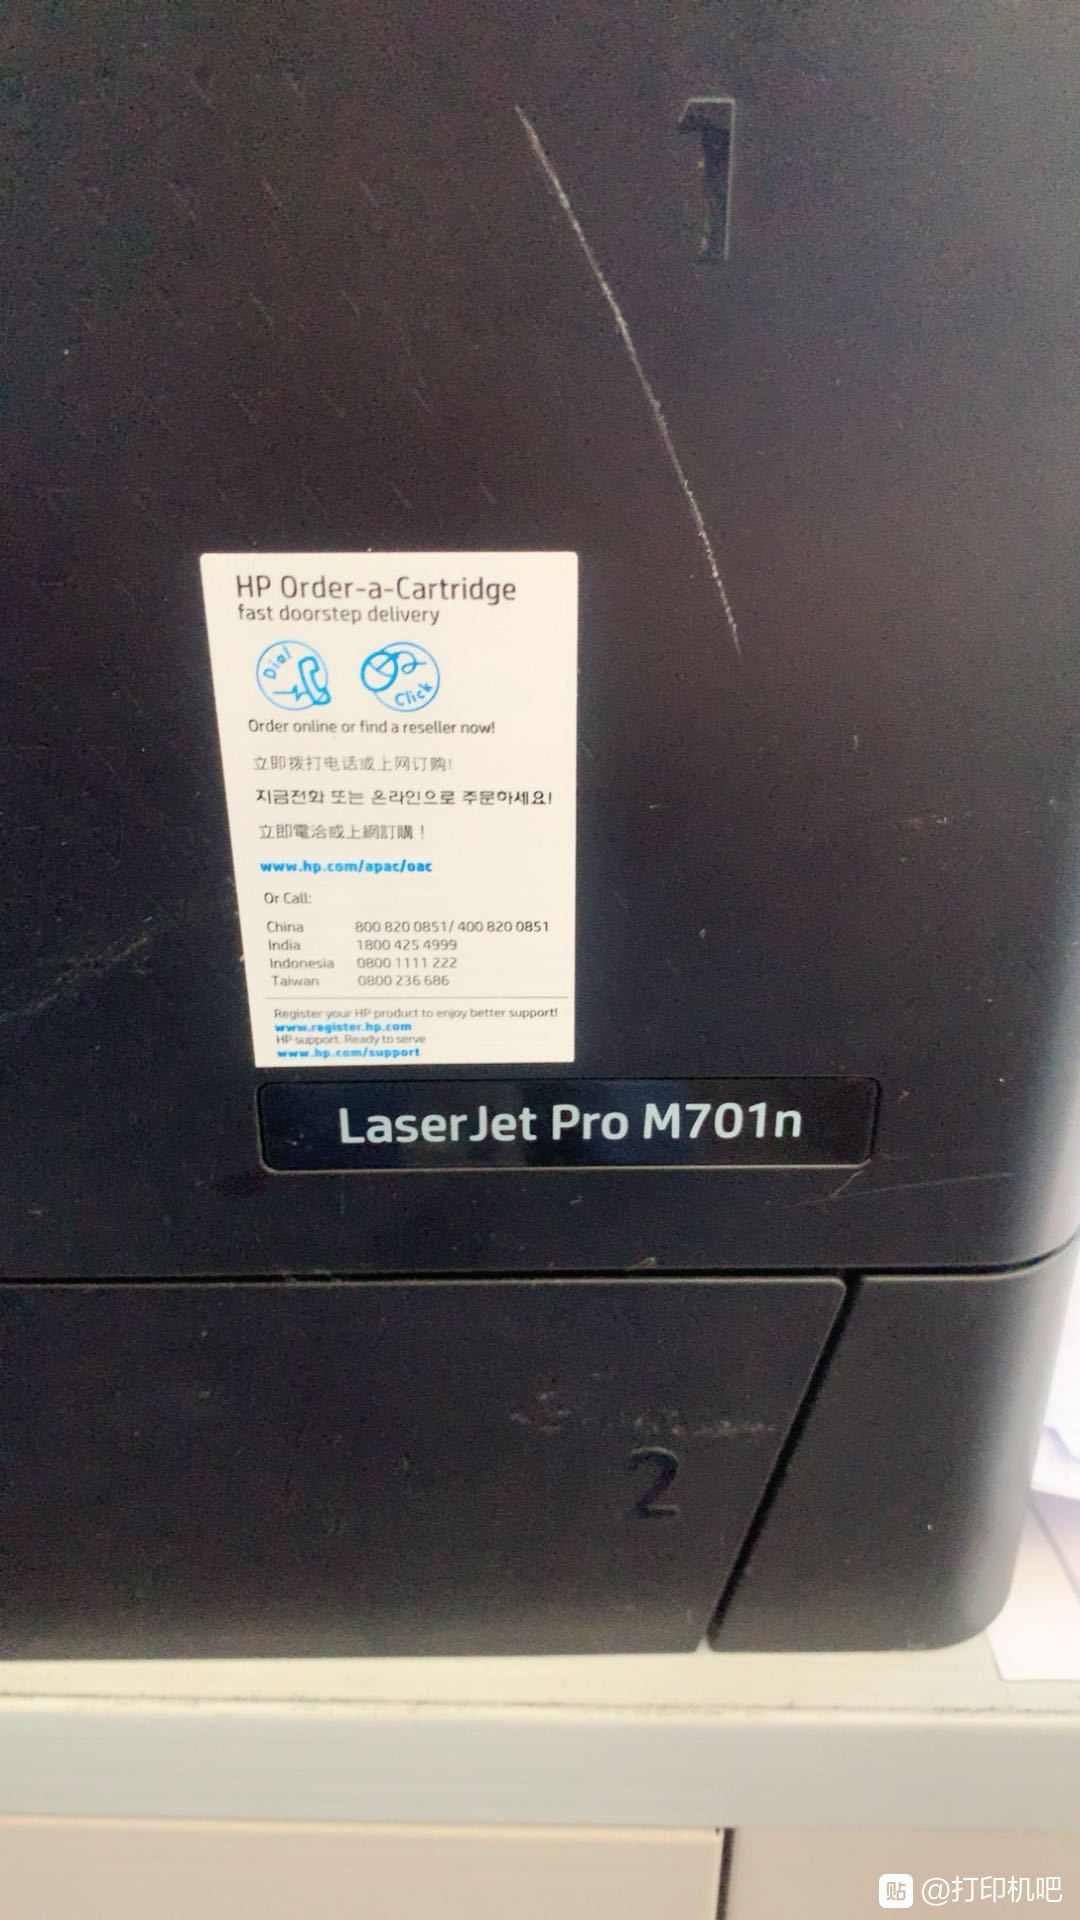 1
HP Order-a-Cartridge
fast doorstep delivery
Dial
Click
Order online or find a reseller now!
立即拨打电话或上网订购!
지금전화 또는 온라인으로 주문하세요!
立即電洽或上網訂購!
www.hp.com/apac/oac
Or Call:
China 800 820 0851/ 400 820 0851
India 1800 425 4999
Indonesia 0800 1111 222
Taiwan 0800 236 686
Register your HP product to enjoy better support!
www.register.hp.com
HP support. Ready to serve
www.hp.com/support
LaserJet Pro M701n
2
贴 @打印机吧